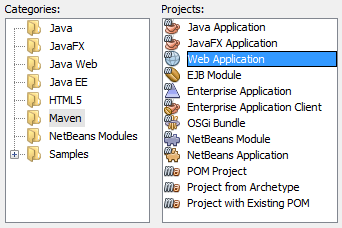 Categories:
Java
JavaFX
Java Web
Java EE
HTML5
Maven
NetBeans Modules
Samples
Projects:
Java Application
JavaFX Application
Web Application
EJB Module
Enterprise Application
Enterprise Application Client
OSGi Bundle
NetBeans Module
NetBeans Application
POM Project
Project from Archetype
Project with Existing POM